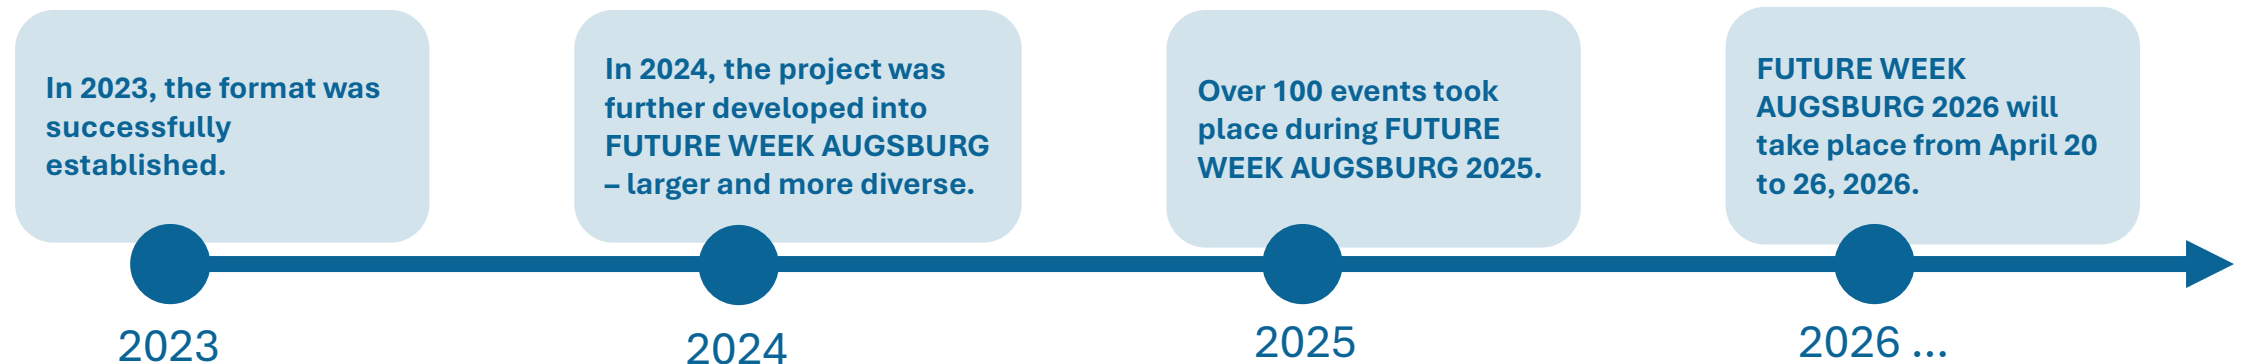 In 2023, the format was
successfully
established.
In 2024, the project was
further developed into
FUTURE WEEK AUGSBURG
– larger and more diverse.
Over 100 events took
place during FUTURE
WEEK AUGSBURG 2025.
FUTURE WEEK
AUGSBURG 2026 will
take place from April 20
to 26, 2026.
2023
2024
2025
2026 ...